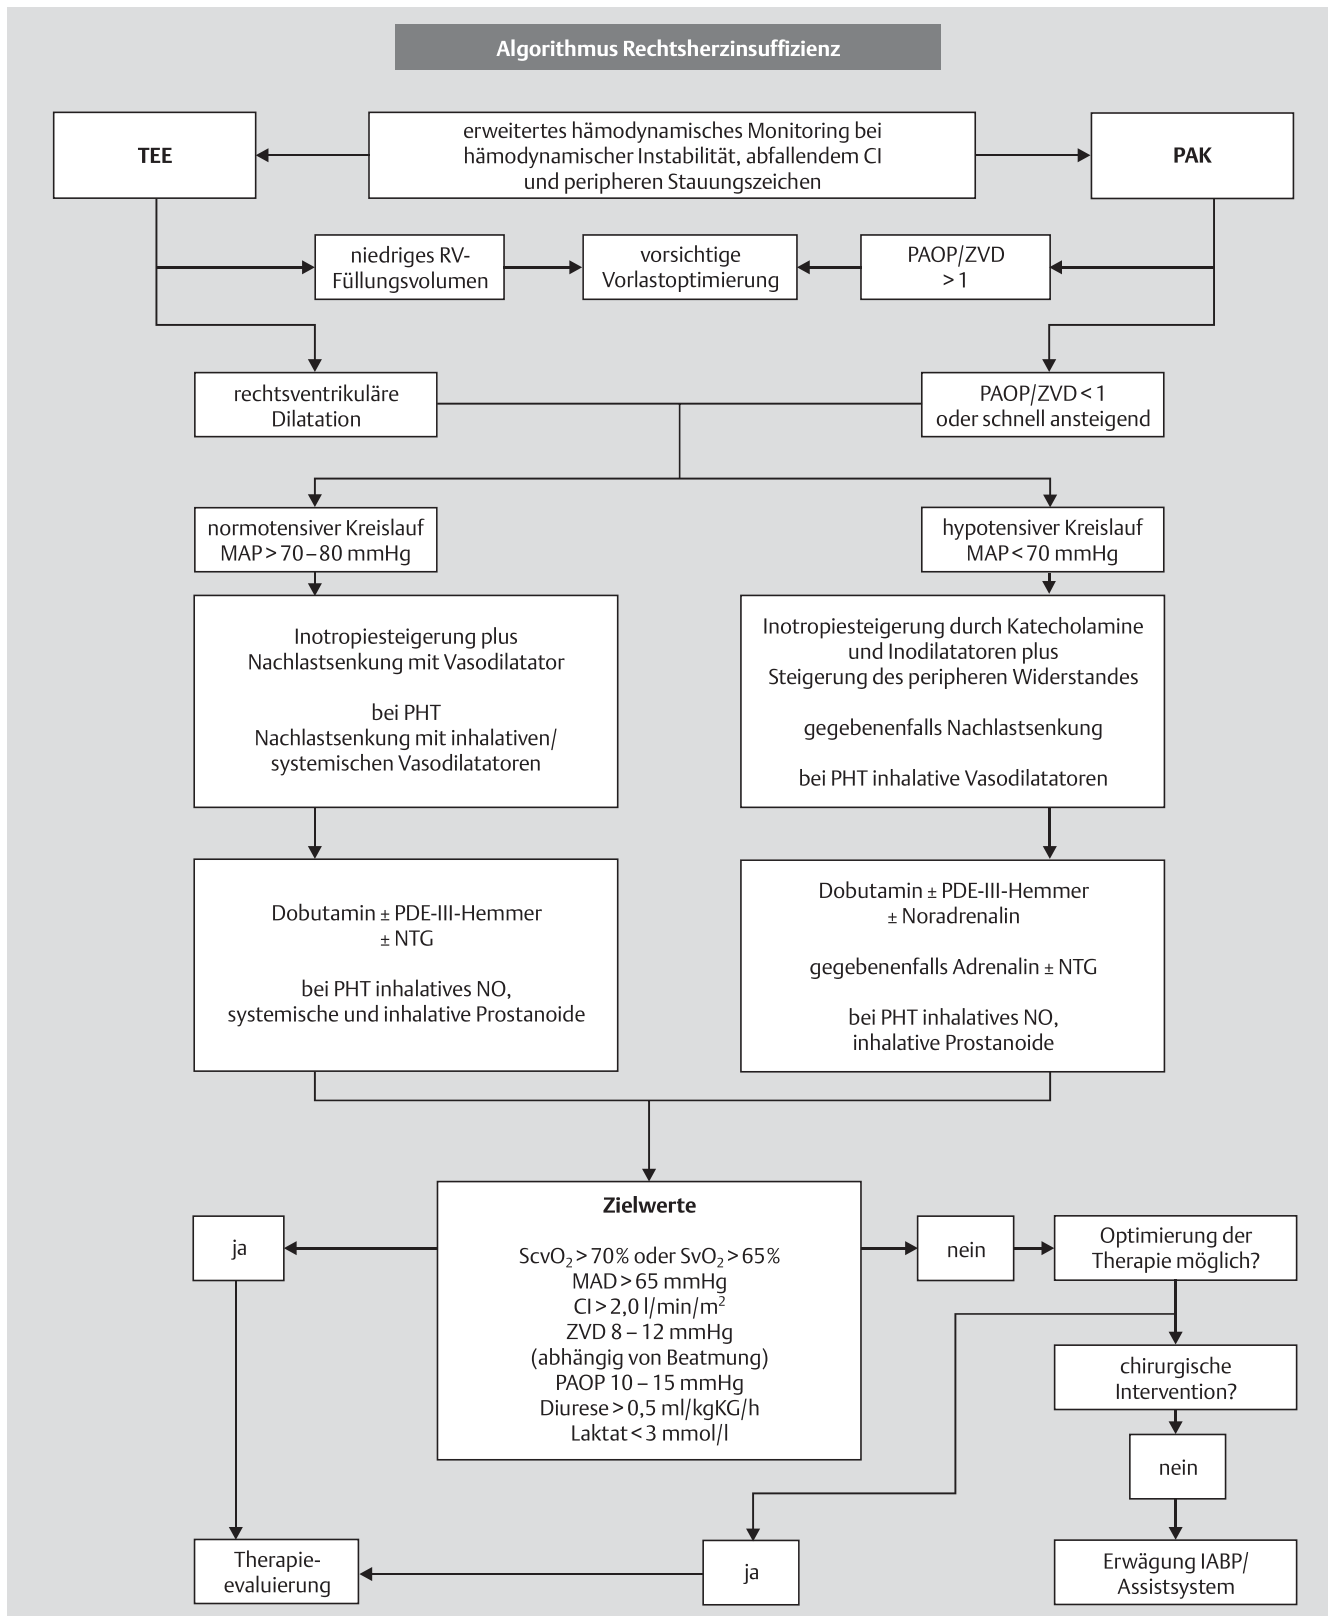 Algorithmus Rechtsherzinsuffizienz
TEE
erweitertes hämodynamisches Monitoring bei
hämodynamischer Instabilität, abfallendem CI
und peripheren Stauungszeichen
PAK
niedriges RV-
Füllungsvolumen
vorsichtige
Vorlastoptimierung
PAOP/ZVD
> 1
rechtsventrikuläre
Dilatation
PAOP/ZVD < 1
oder schnell ansteigend
normotensiver Kreislauf
MAP > 70 – 80 mmHg
hypotensiver Kreislauf
MAP < 70 mmHg
Inotropiesteigerung plus
Nachlastsenkung mit Vasodilatator
bei PHT
Nachlastsenkung mit inhalativen/
systemischen Vasodilatatoren
Inotropiesteigerung durch Katecholamine
und Inodilatatoren plus
Steigerung des peripheren Widerstandes
gegebenenfalls Nachlastsenkung
bei PHT inhalative Vasodilatatoren
Dobutamin ± PDE-III-Hemmer
± NTG
bei PHT inhalatives NO,
systemische und inhalative Prostanoide
Dobutamin ± PDE-III-Hemmer
± Noradrenalin
gegebenenfalls Adrenalin ± NTG
bei PHT inhalatives NO,
inhalative Prostanoide
Zielwerte
ScvO₂ > 70 % oder SvO₂ > 65 %
MAD > 65 mmHg
CI > 2,0 l/min/m²
ZVD 8 – 12 mmHg
(abhängig von Beatmung)
PAOP 10 – 15 mmHg
Diurese > 0,5 ml/kgKG/h
Laktat < 3 mmol/l
ja
nein
Optimierung der
Therapie möglich?
chirurgische
Intervention?
nein
Therapie-
evaluierung
ja
Erwägung IABP/
Assistsystem